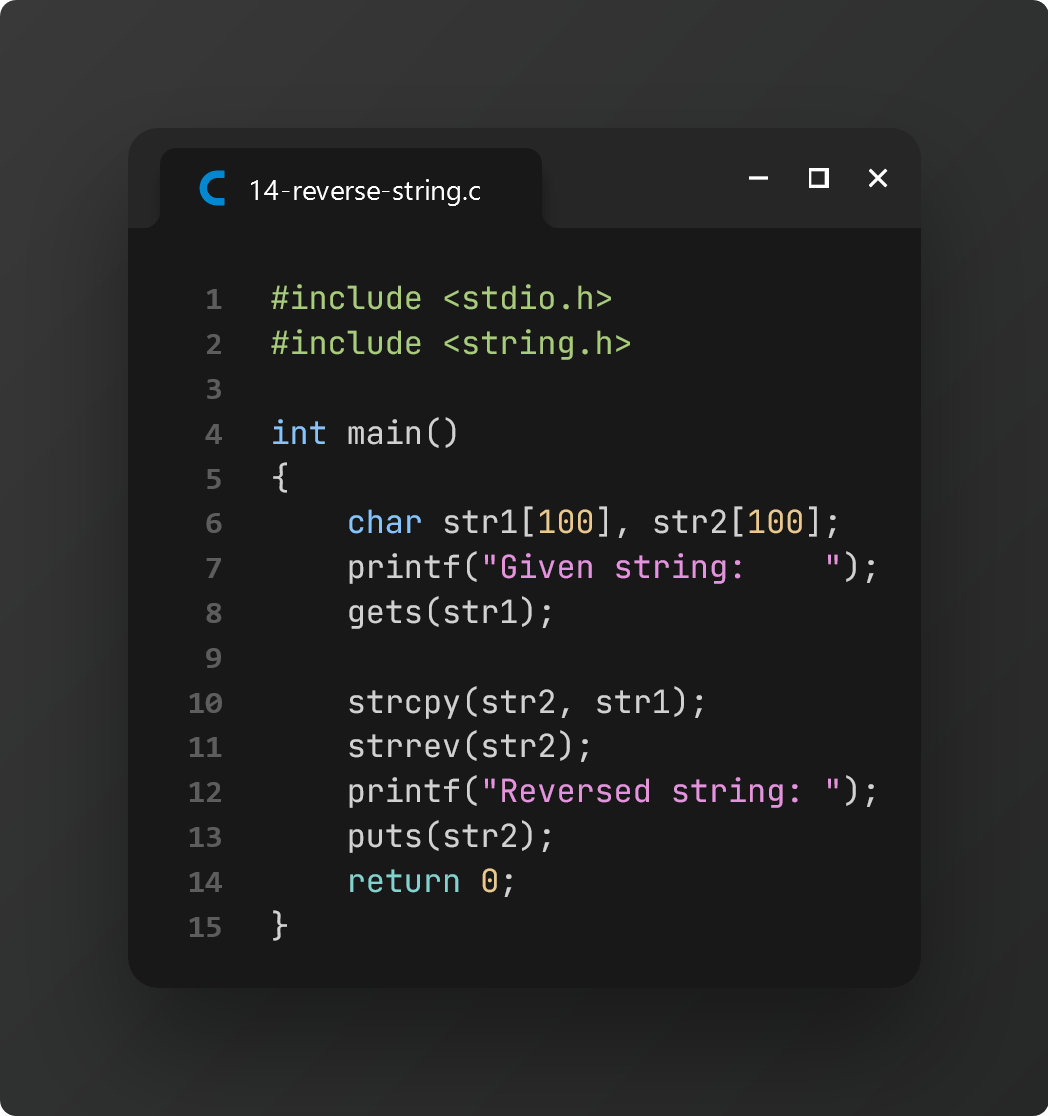 14-reverse-string.c
1 #include <stdio.h>
2 #include <string.h>
3
4 int main()
5 {
6     char str1[100], str2[100];
7     printf("Given string:    ");
8     gets(str1);
9
10     strcpy(str2, str1);
11     strrev(str2);
12     printf("Reversed string: ");
13     puts(str2);
14     return 0;
15 }